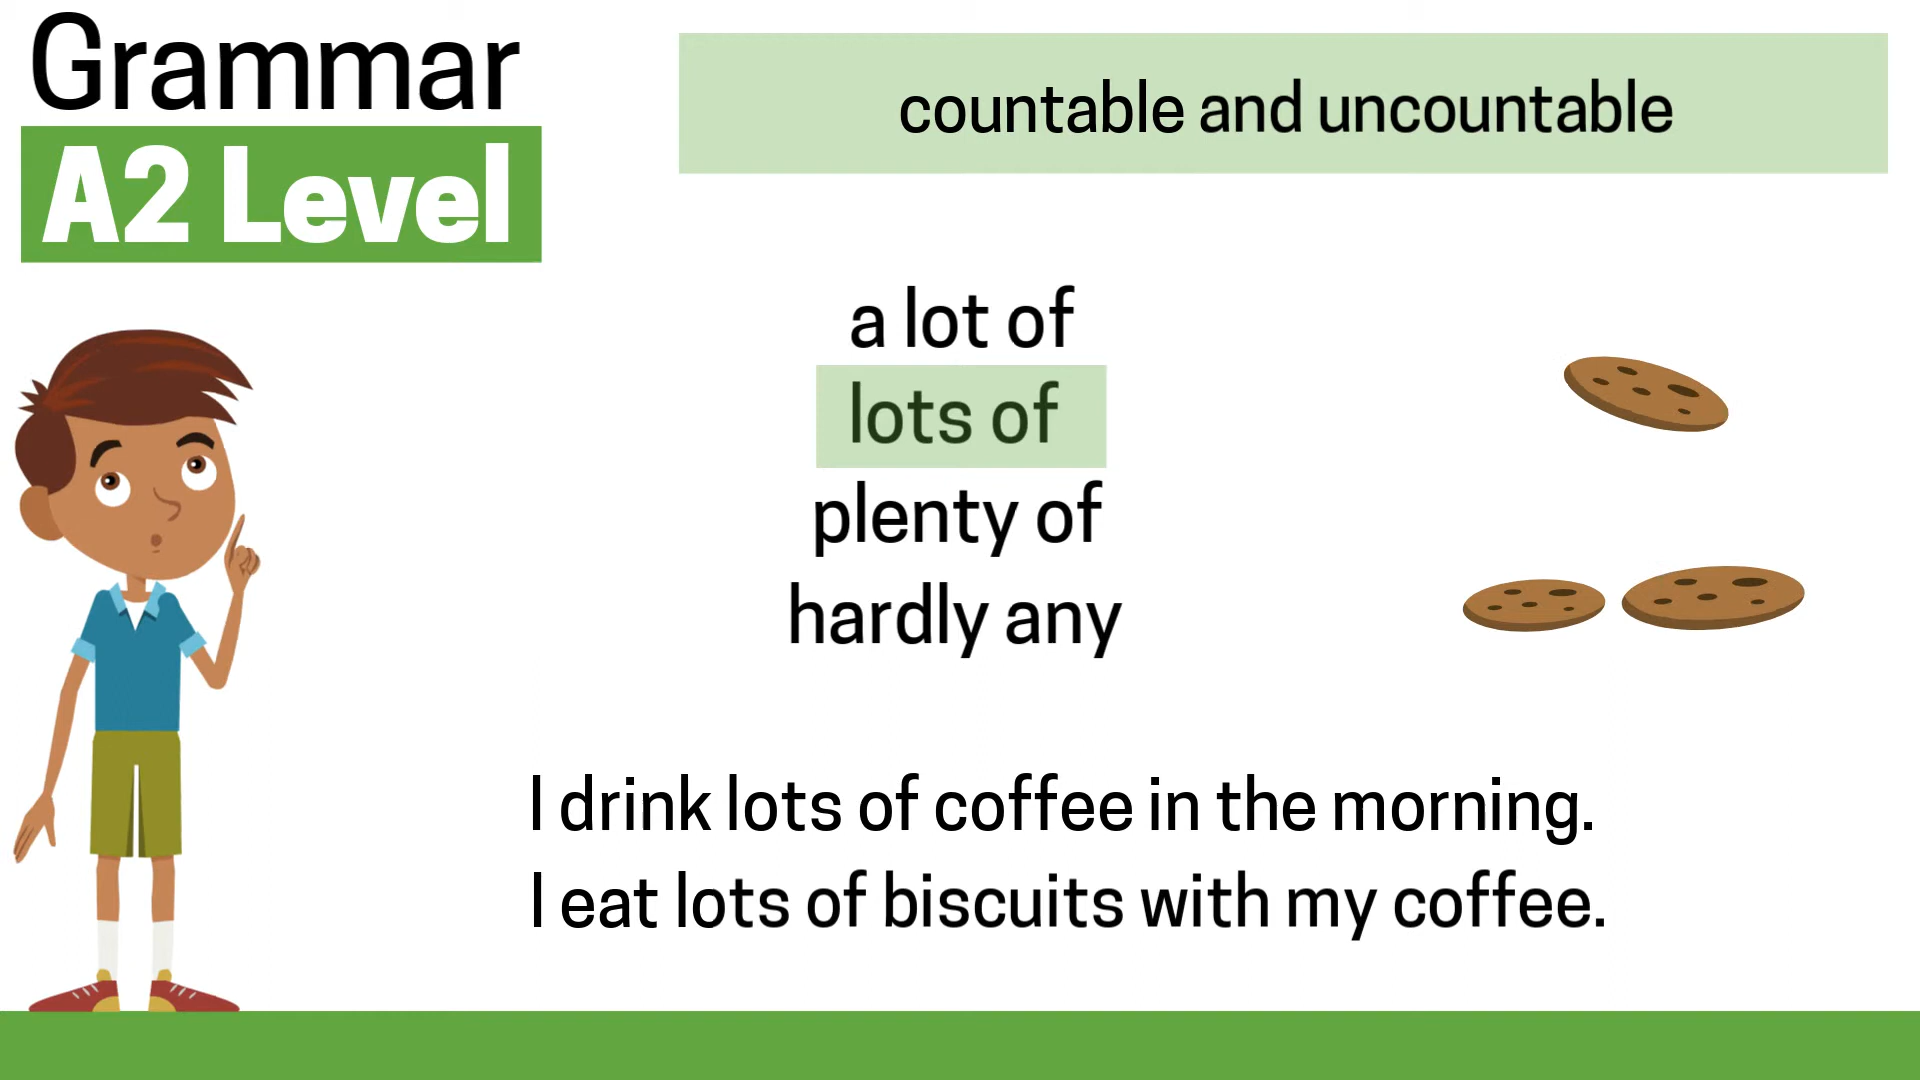 Grammar
A2 Level
countable and uncountable
a lot of
lots of
plenty of
hardly any
I drink lots of coffee in the morning.
I eat lots of biscuits with my coffee.